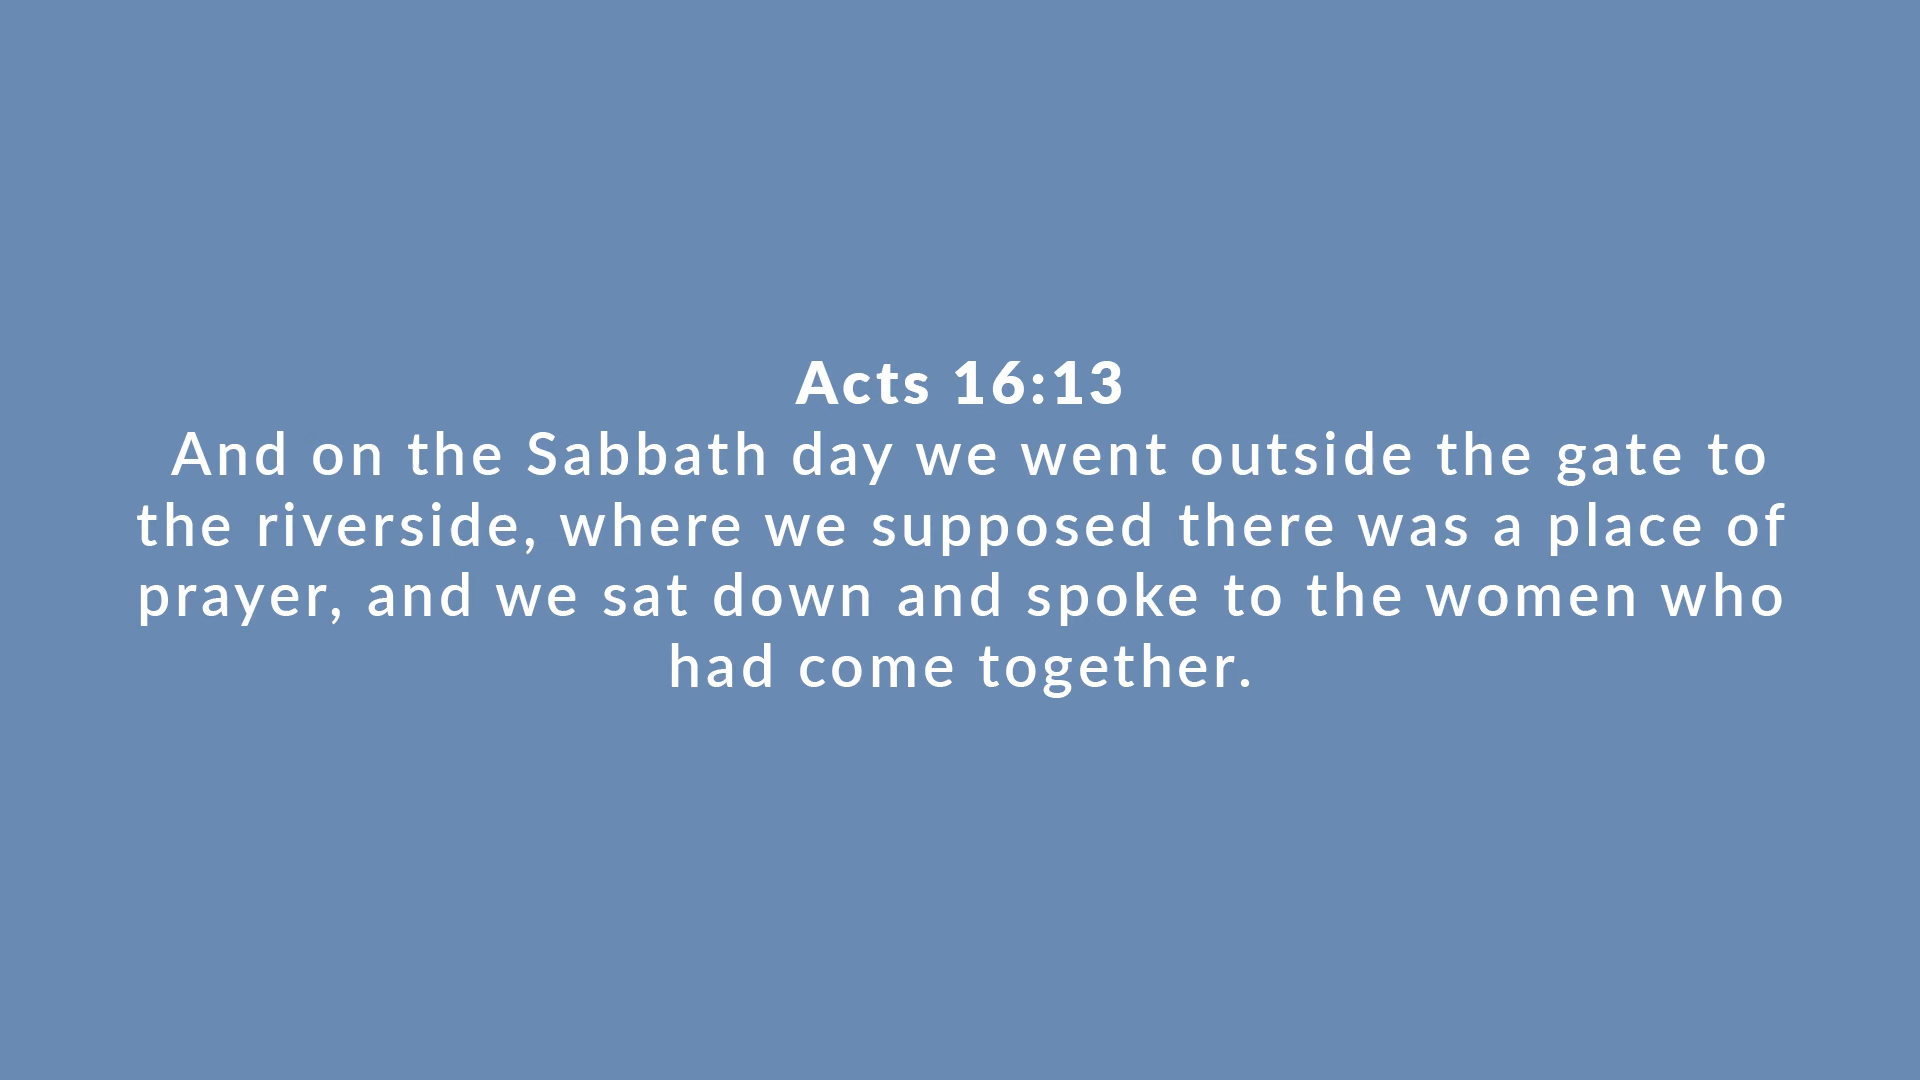 Acts 16:13
And on the Sabbath day we went outside the gate to
the riverside, where we supposed there was a place of
prayer, and we sat down and spoke to the women who
had come together.